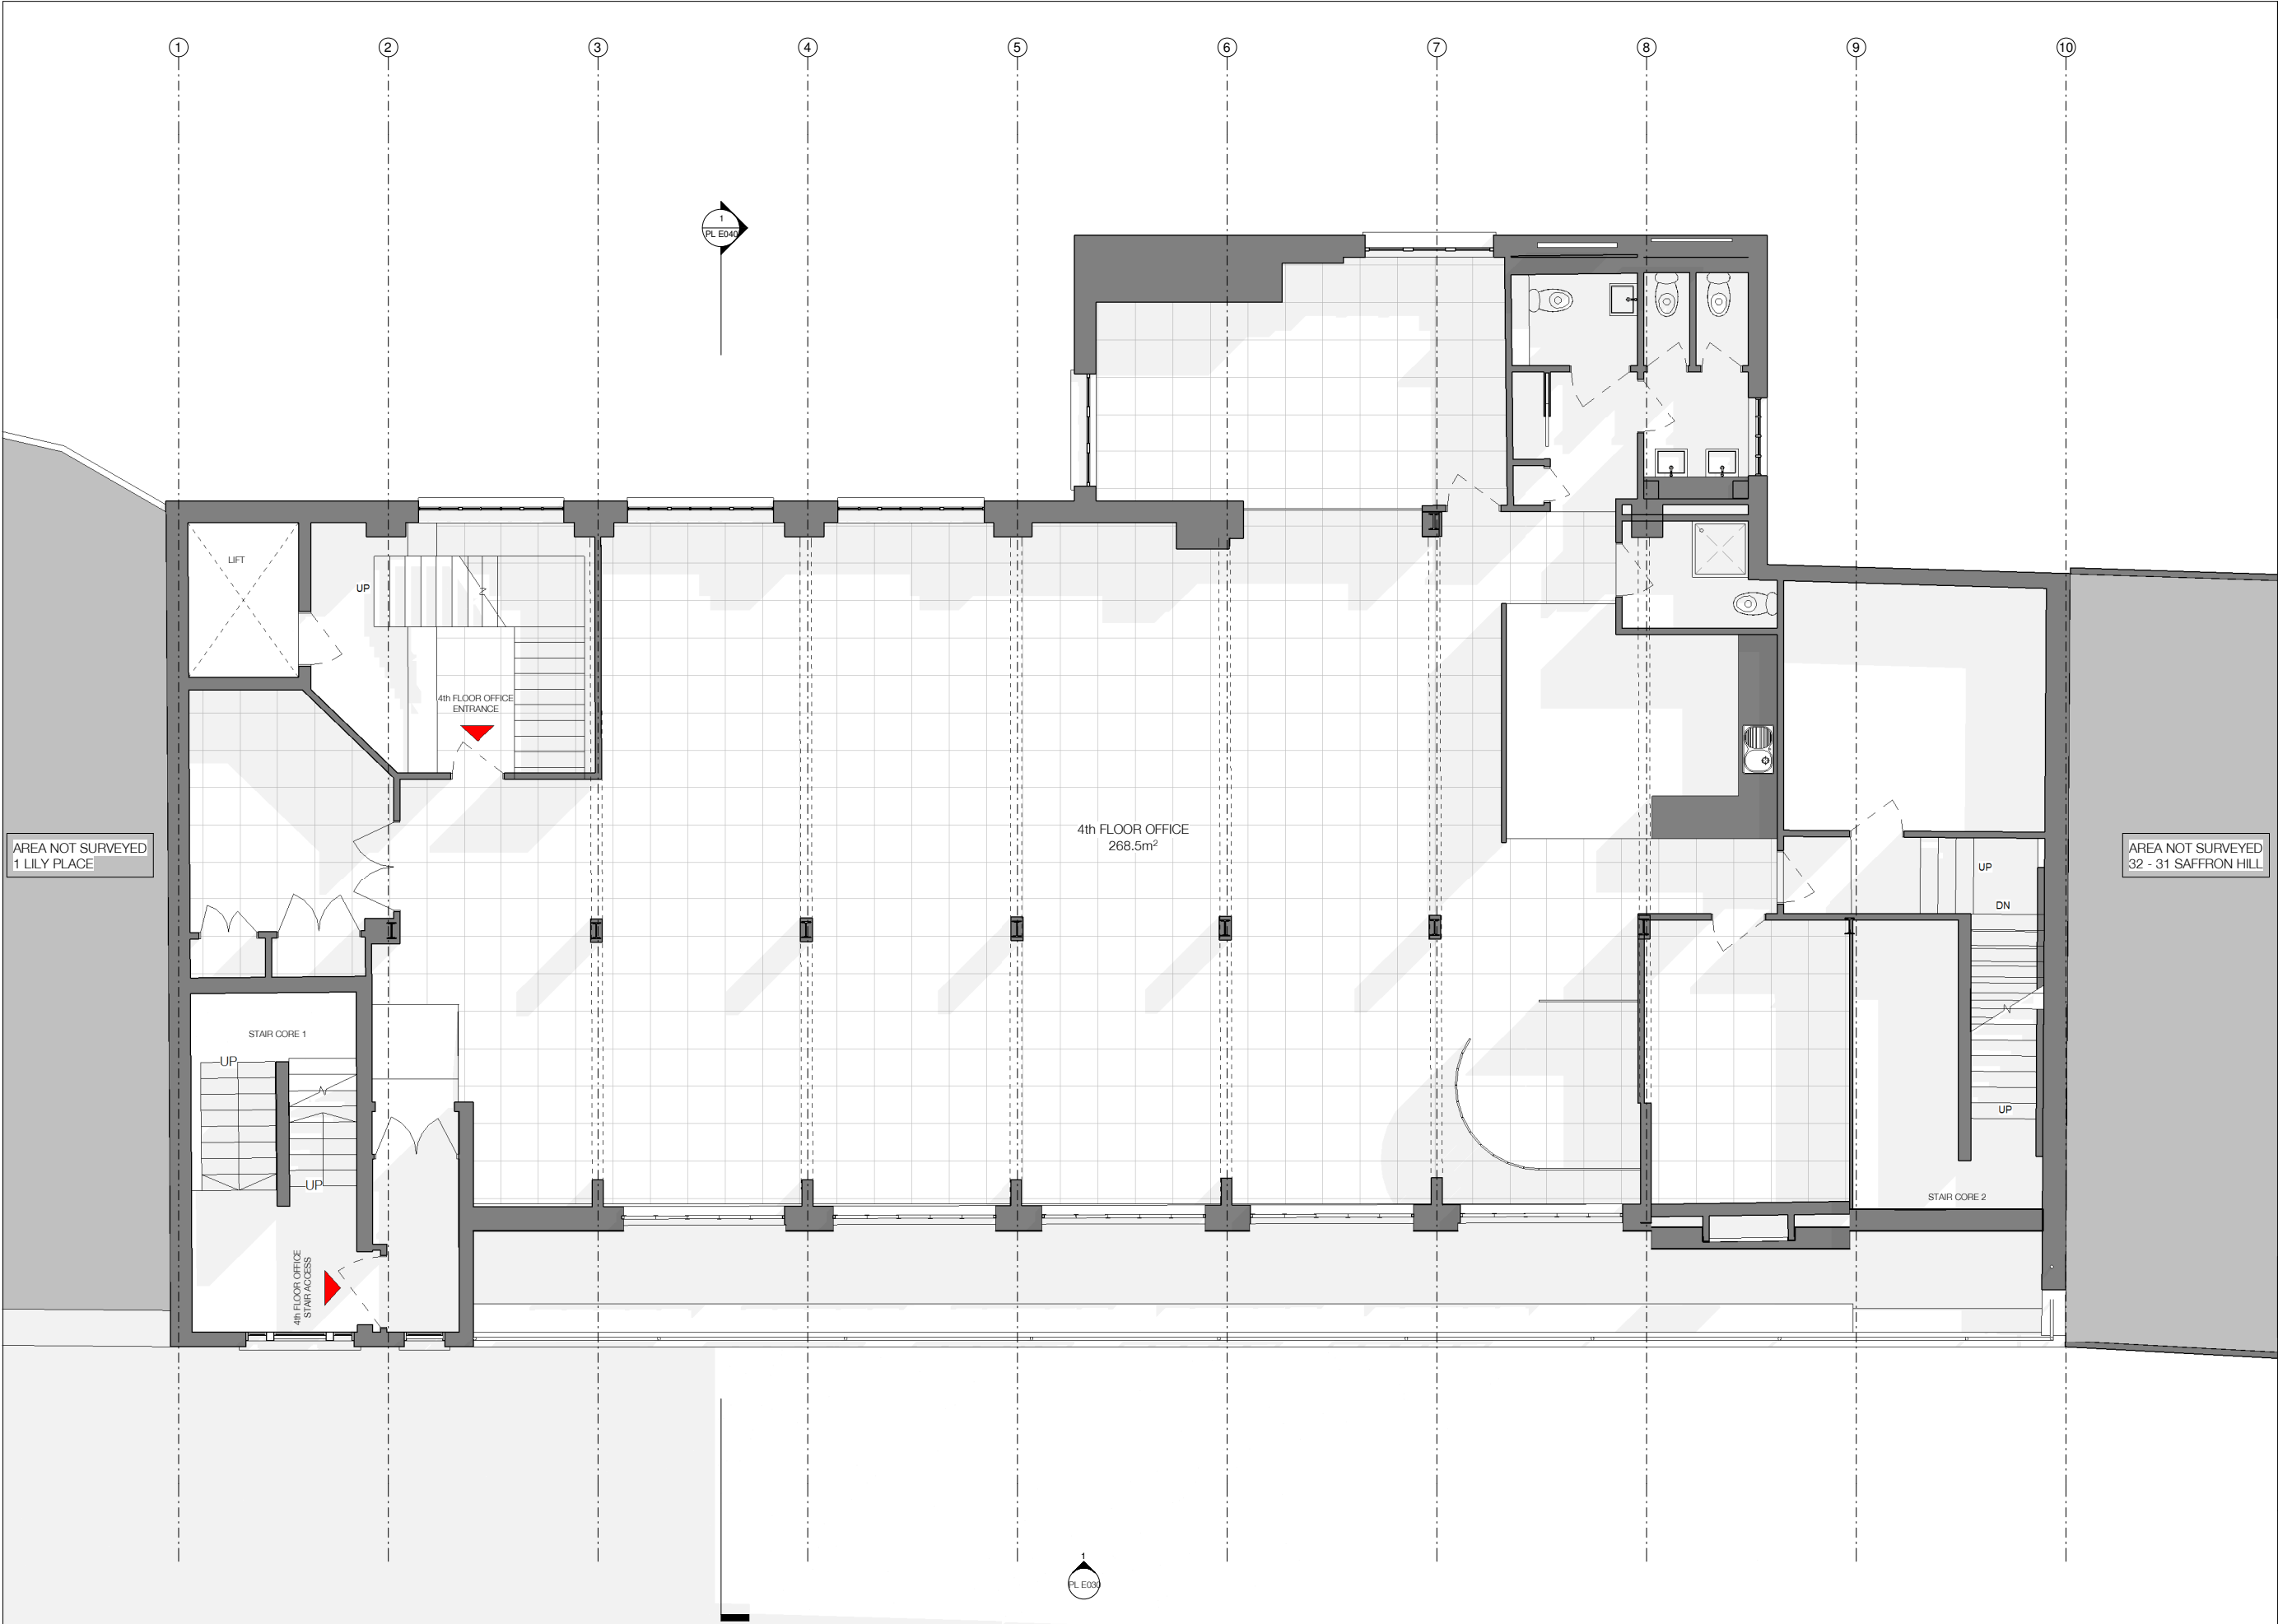 1 2 3 4 5 6 7 8 9 10
1
PL E040
LIFT
UP
4th FLOOR OFFICE
ENTRANCE
4th FLOOR OFFICE
268.5m²
AREA NOT SURVEYED
1 LILY PLACE
AREA NOT SURVEYED
32 - 31 SAFFRON HILL
UP
DN
STAIR CORE 1
UP
UP
UP
STAIR CORE 2
4th FLOOR OFFICE
STAIR ACCESS
1
PL E030